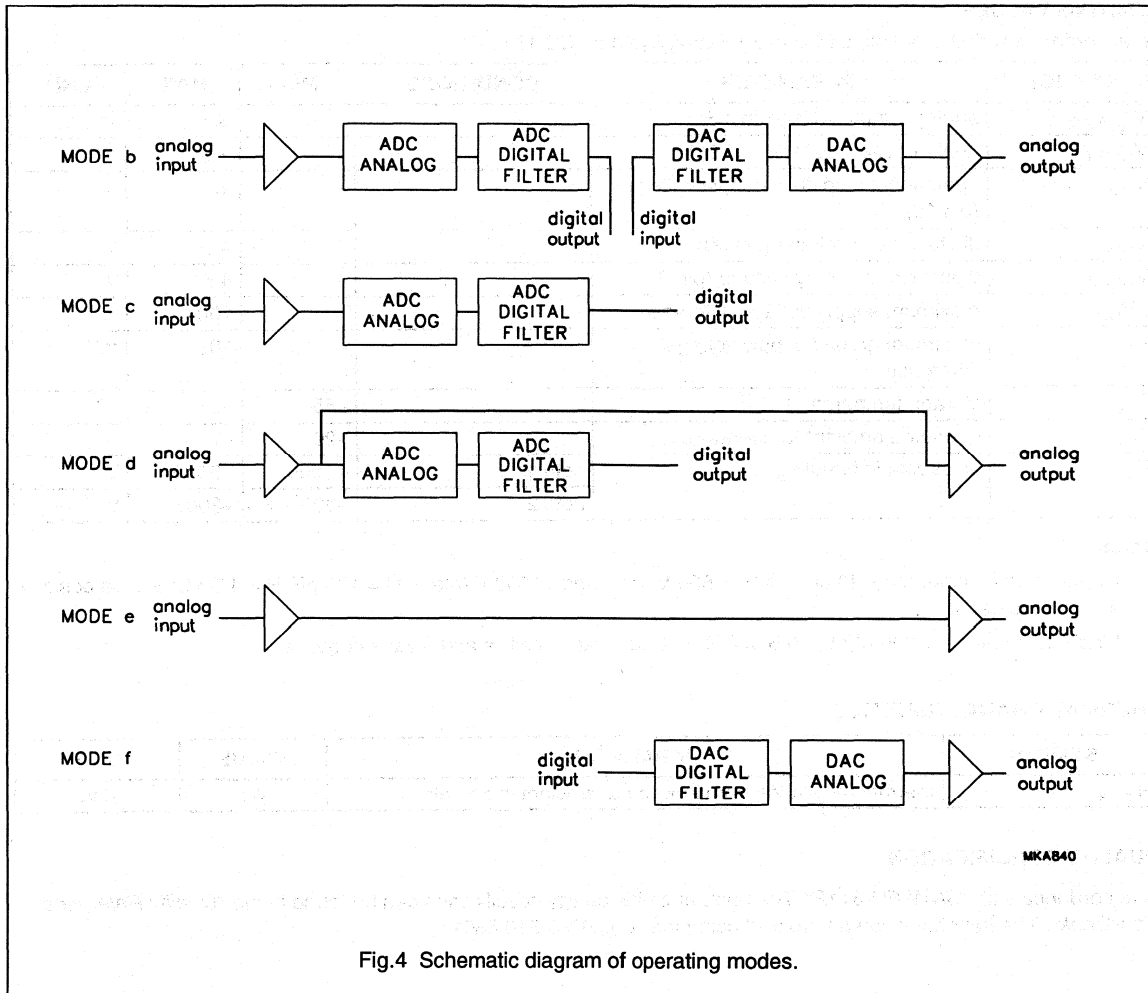 MODE b
analog
input
ADC
ANALOG
ADC
DIGITAL
FILTER
digital
output
digital
input
DAC
DIGITAL
FILTER
DAC
ANALOG
analog
output
MODE c
analog
input
ADC
ANALOG
ADC
DIGITAL
FILTER
digital
output
MODE d
analog
input
ADC
ANALOG
ADC
DIGITAL
FILTER
digital
output
analog
output
MODE e
analog
input
analog
output
MODE f
digital
input
DAC
DIGITAL
FILTER
DAC
ANALOG
analog
output
MKA840
Fig.4 Schematic diagram of operating modes.